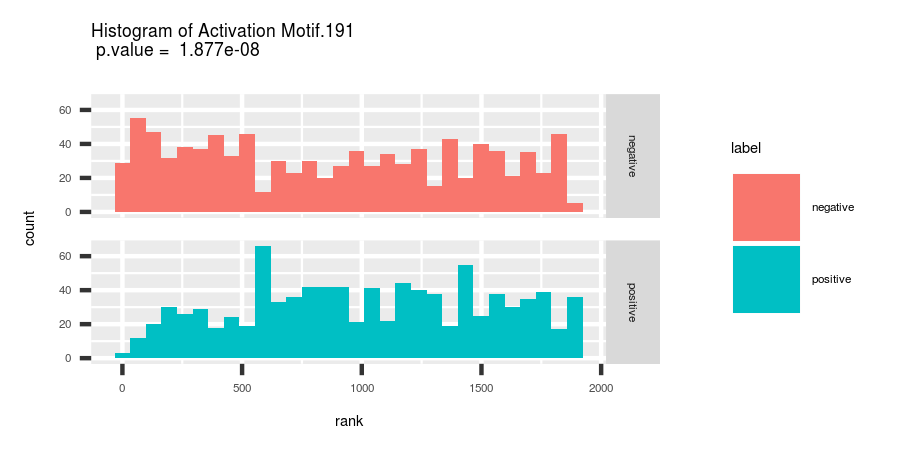 Histogram of Activation Motif.191
p.value = 1.877e-08
count
60
40
20
0
negative
60
40
20
0
positive
0 500 1000 1500 2000
rank
label
negative
positive